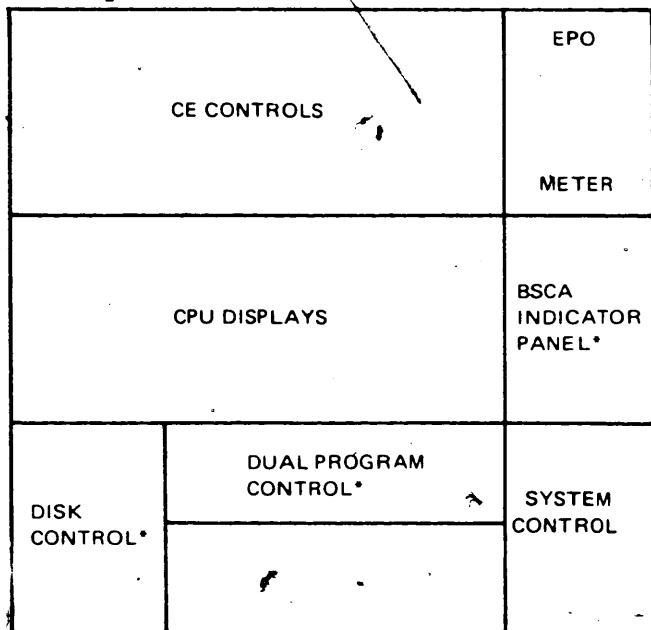 EPO
CE CONTROLS
METER
CPU DISPLAYS
BSCA
INDICATOR
PANEL*
DUAL PROGRAM
CONTROL*
DISK
CONTROL*
SYSTEM
CONTROL